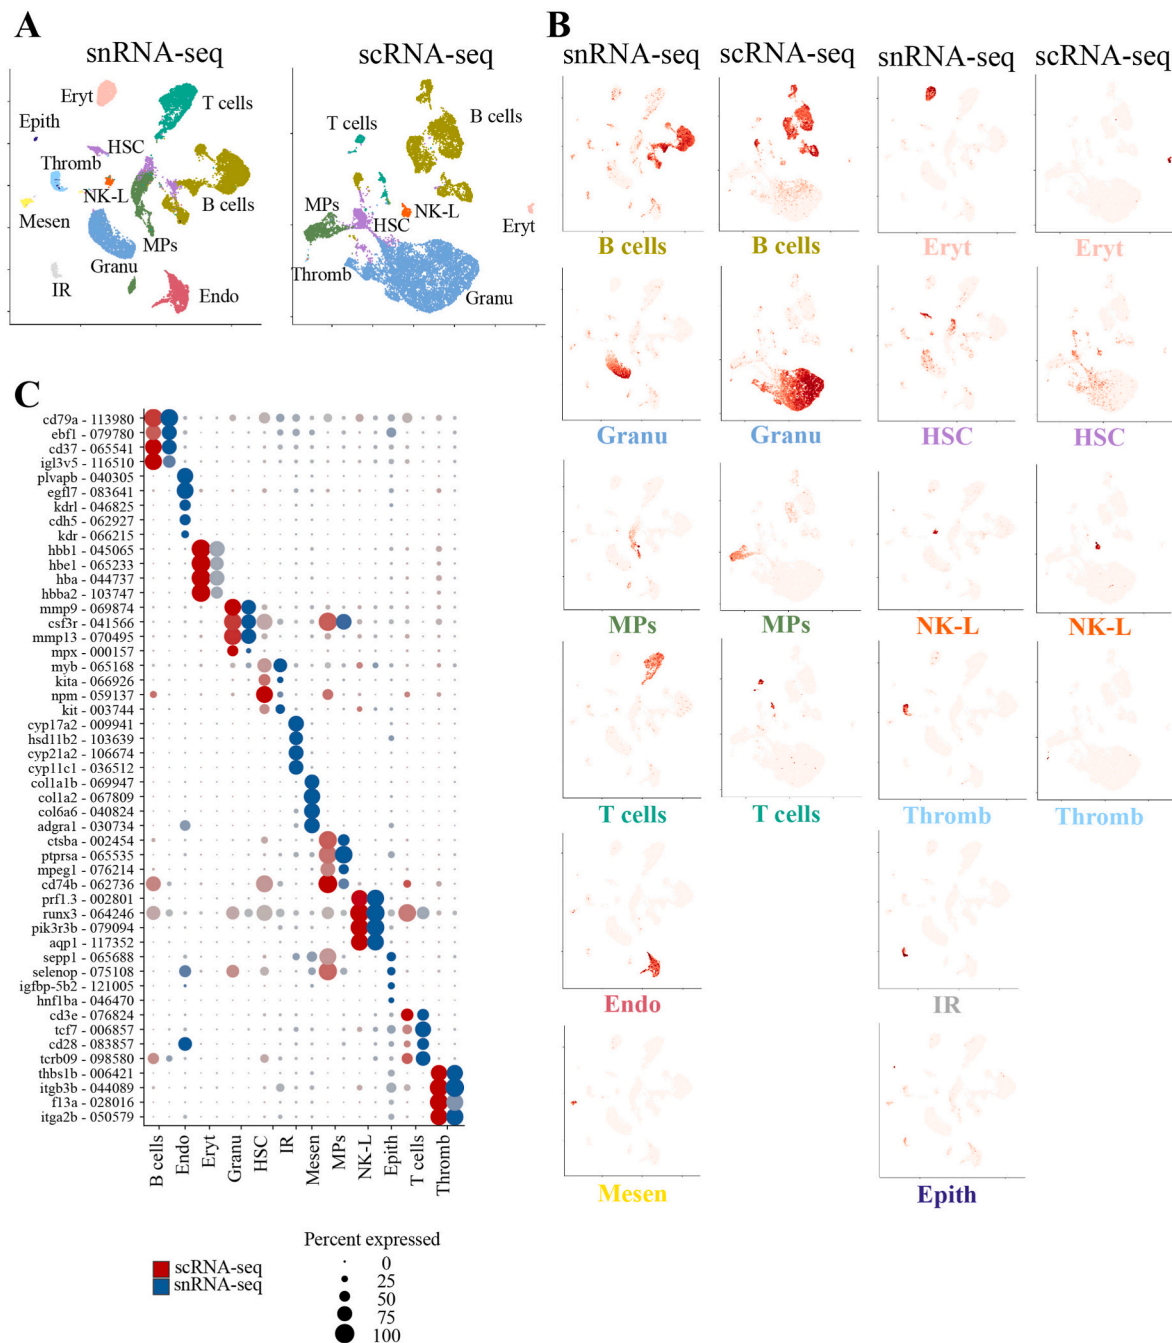 A
snRNA-seq
scRNA-seq
Eryt
T cells
Epith
HSC
Thromb
NK-L
B cells
Mesen
MPs
Granu
IR
Endo
B cells
T cells
MPs
NK-L
HSC
Eryt
Thromb
Granu
B
snRNA-seq
scRNA-seq
snRNA-seq
scRNA-seq
B cells
B cells
Eryt
Eryt
Granu
Granu
HSC
HSC
MPs
MPs
NK-L
NK-L
T cells
T cells
Thromb
Thromb
Endo
IR
Mesen
Epith
C
cd79a - 113980
ebf1 - 079780
cd37 - 065541
igl3v5 - 116510
plvapb - 040305
egfl7 - 083641
kdrl - 046825
cdh5 - 062927
kdr - 066215
hbb1 - 045065
hbe1 - 065233
hba - 044737
hbba2 - 103747
mmp9 - 069874
csf3r - 041566
mmp13 - 070495
mpx - 000157
myb - 065168
kita - 066926
npm - 059137
kit - 003744
cyp17a2 - 009941
hsd11b2 - 103639
cyp21a2 - 106674
cyp11c1 - 036512
col1a1b - 069947
col1a2 - 067809
col6a6 - 040824
adgra1 - 030734
ctsba - 002454
ptprsa - 065535
mpeg1 - 076214
cd74b - 062736
prf1.3 - 002801
runx3 - 064246
pik3r3b - 079094
aqp1 - 117352
sepp1 - 065688
selenop - 075108
igfbp-5b2 - 121005
hnf1ba - 046470
cd3e - 076824
tcf7 - 006857
cd28 - 083857
tcrb09 - 098580
thbs1b - 006421
itgb3b - 044089
f13a - 028016
itga2b - 050579
B cells
Endo
Eryt
Granu
HSC
IR
Mesen
MPs
NK-L
Epith
T cells
Thromb
scRNA-seq
snRNA-seq
Percent expressed
0
25
50
75
100